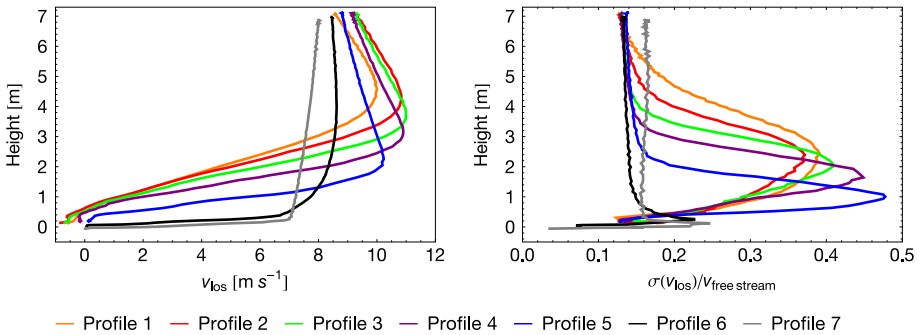 7
6
5
4
3
2
1
0
Height [m]
0 2 4 6 8 10 12
v_los [m s⁻¹]
7
6
5
4
3
2
1
0
Height [m]
0.0 0.1 0.2 0.3 0.4 0.5
σ(v_los)/v_free stream
Profile 1 Profile 2 Profile 3 Profile 4 Profile 5 Profile 6 Profile 7